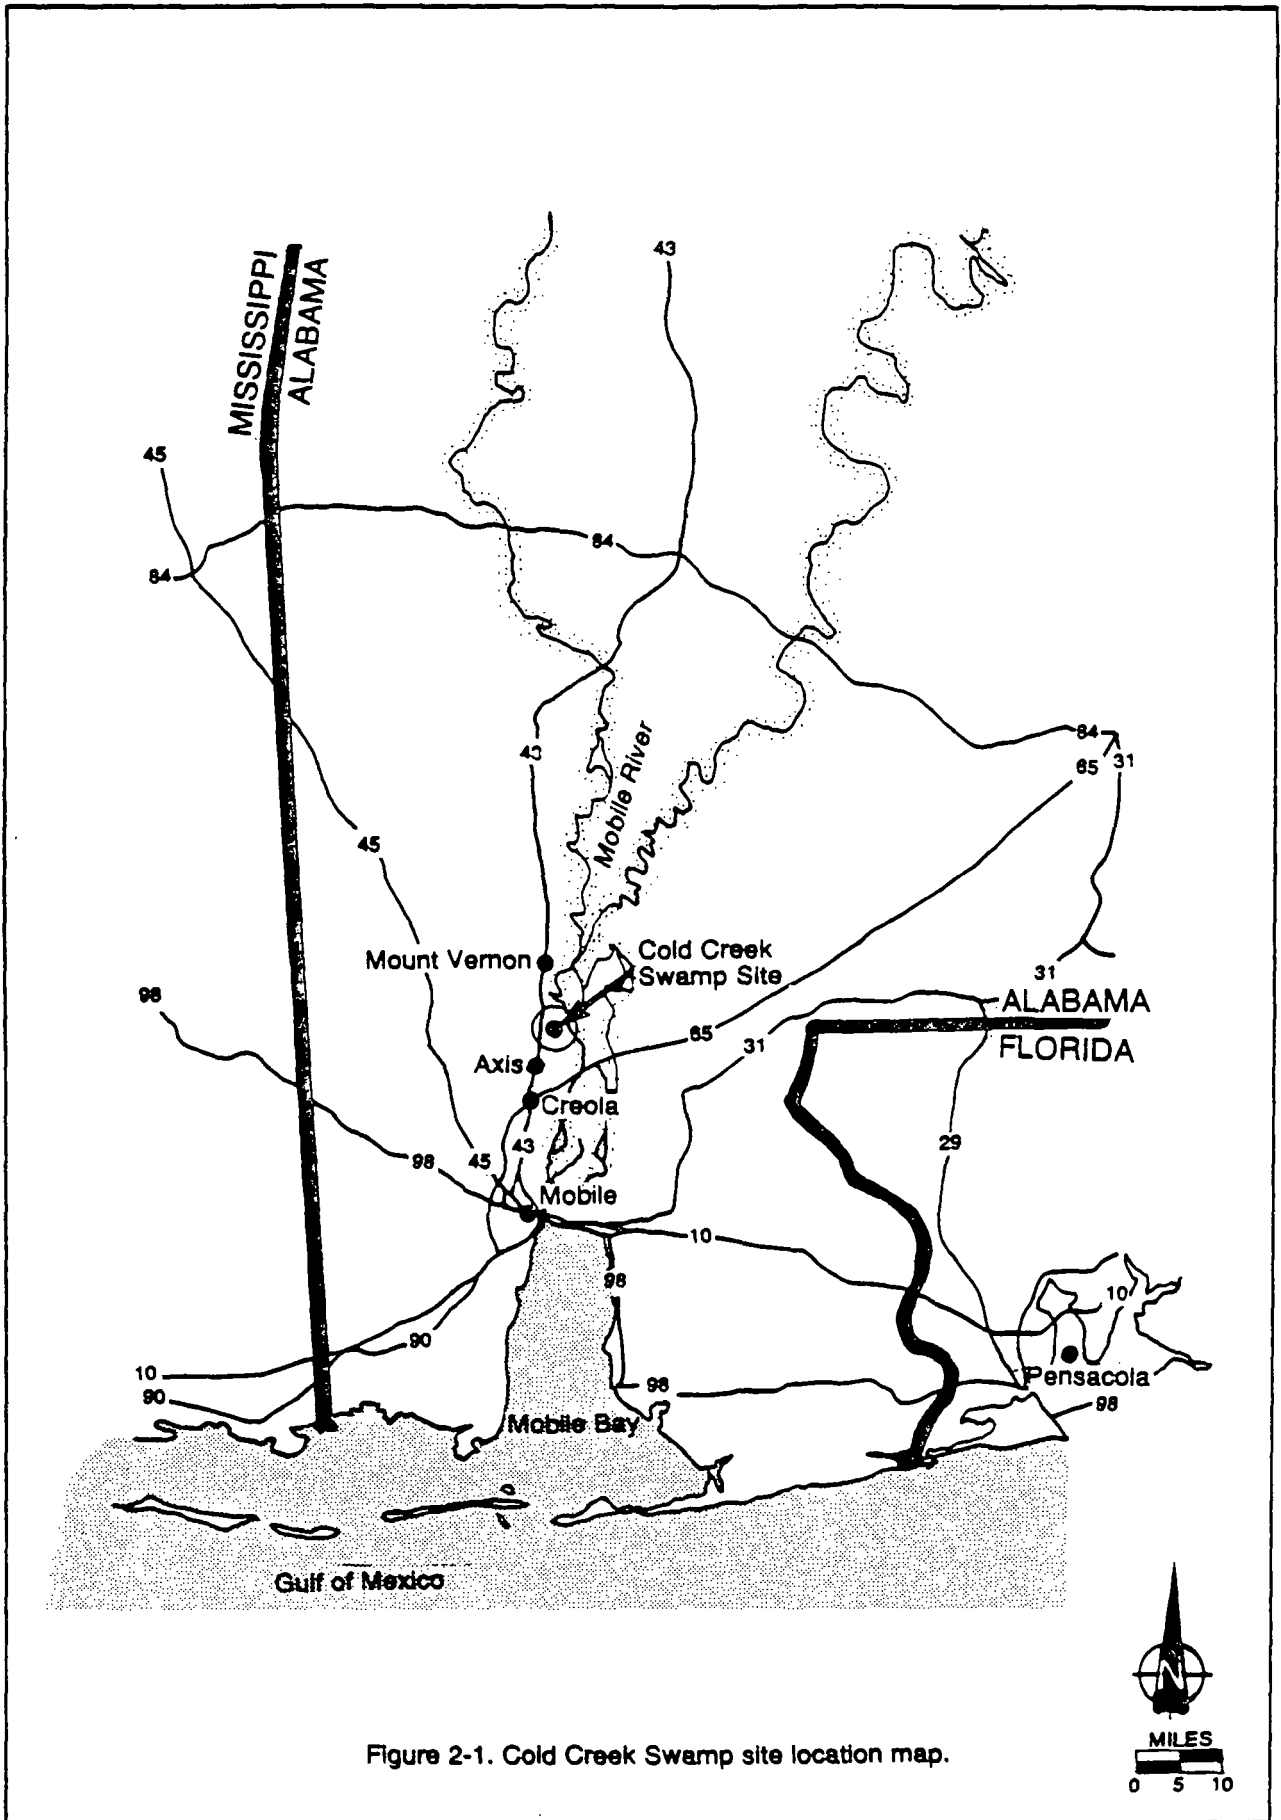 43
MISSISSIPPI
ALABAMA
45
84
84
43
Mobile River
84
65
31
45
Mount Vernon
Cold Creek
Swamp Site
98
31
ALABAMA
FLORIDA
65
31
Axis
Creola
43
45
98
29
Mobile
10
98
10
90
10
90
98
Pensacola
98
Mobile Bay
Gulf of Mexico
N
MILES
0 5 10
Figure 2-1. Cold Creek Swamp site location map.